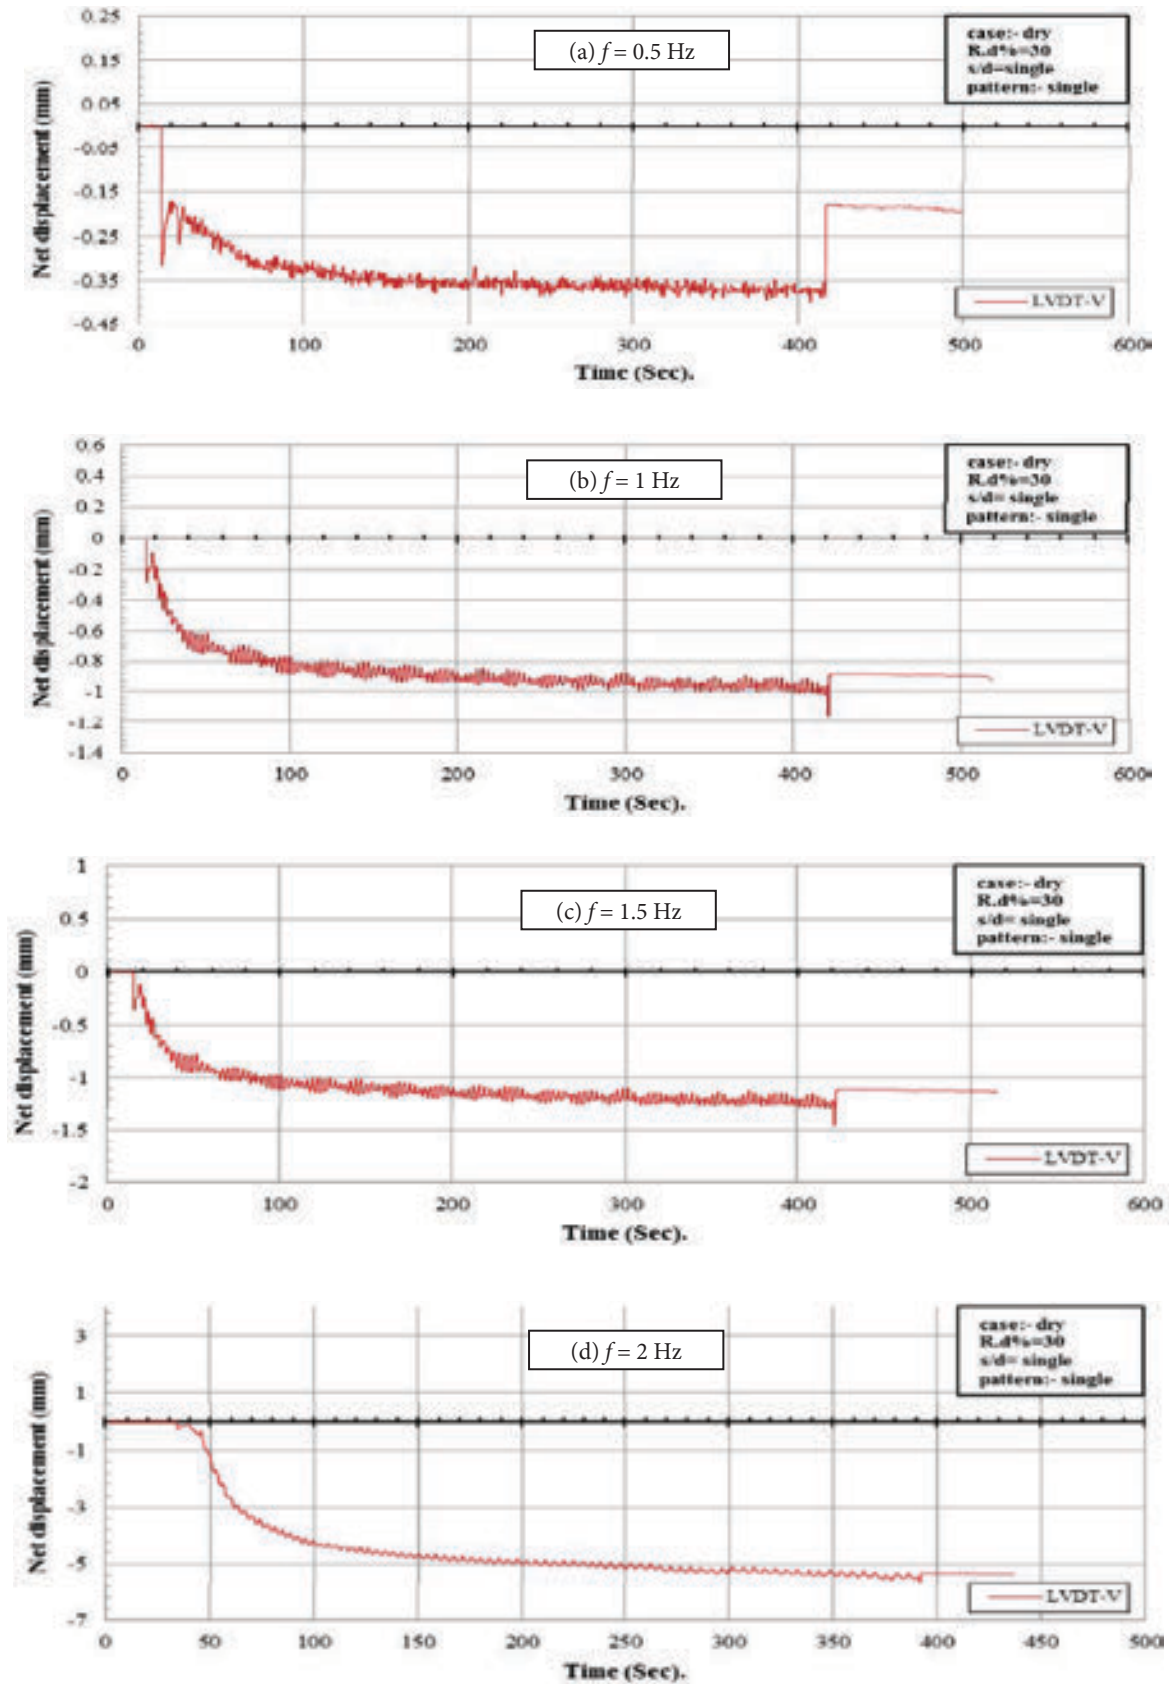 (a) f = 0.5 Hz
case:- dry
R.d%=30
s/d=single
pattern:- single
Net displacement (mm)
0.25
0.15
0.05
-0.05
-0.15
-0.25
-0.35
-0.45
LVDT-V
0 100 200 300 400 500 600
Time (Sec).
(b) f = 1 Hz
case:- dry
R.d%=30
s/d= single
pattern:- single
Net displacement (mm)
0.6
0.4
0.2
0
-0.2
-0.4
-0.6
-0.8
-1
-1.2
-1.4
LVDT-V
0 100 200 300 400 500 600
Time (Sec).
(c) f = 1.5 Hz
case:- dry
R.d%=30
s/d= single
pattern:- single
Net displacement (mm)
1
0.5
0
-0.5
-1
-1.5
-2
LVDT-V
0 100 200 300 400 500 600
Time (Sec).
(d) f = 2 Hz
case:- dry
R.d%=30
s/d= single
pattern:- single
Net displacement (mm)
3
1
-1
-3
-5
-7
LVDT-V
0 50 100 150 200 250 300 350 400 450 500
Time (Sec).